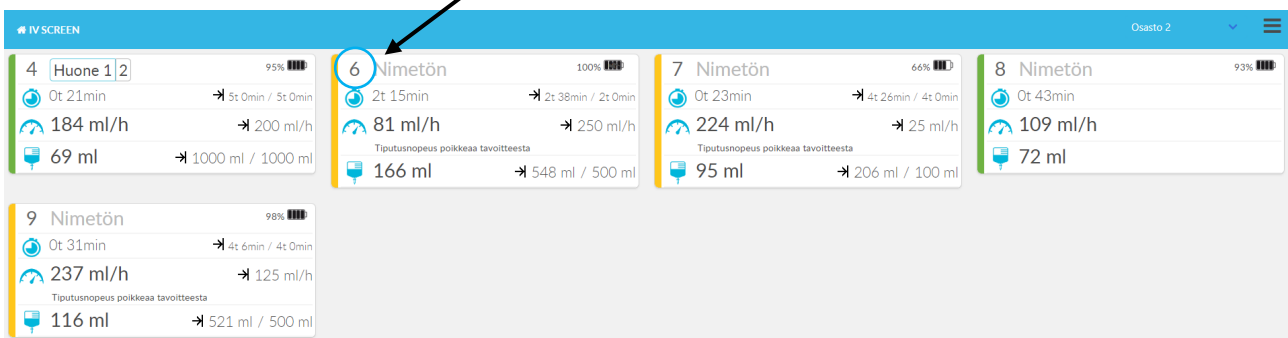 IV SCREEN
Osasto 2
4 Huone 1 2 95%
0t 21min 5t 0min / 5t 0min
184 ml/h 200 ml/h
69 ml 1000 ml / 1000 ml
6 Nimetön 100%
2t 15min 2t 38min / 2t 0min
81 ml/h 250 ml/h
Tiputusnopeus poikkeaa tavoitteesta
166 ml 548 ml / 500 ml
7 Nimetön 66%
0t 23min 4t 26min / 4t 0min
224 ml/h 25 ml/h
Tiputusnopeus poikkeaa tavoitteesta
95 ml 206 ml / 100 ml
8 Nimetön 93%
0t 43min
109 ml/h
72 ml
9 Nimetön 98%
0t 31min 4t 6min / 4t 0min
237 ml/h 125 ml/h
Tiputusnopeus poikkeaa tavoitteesta
116 ml 521 ml / 500 ml